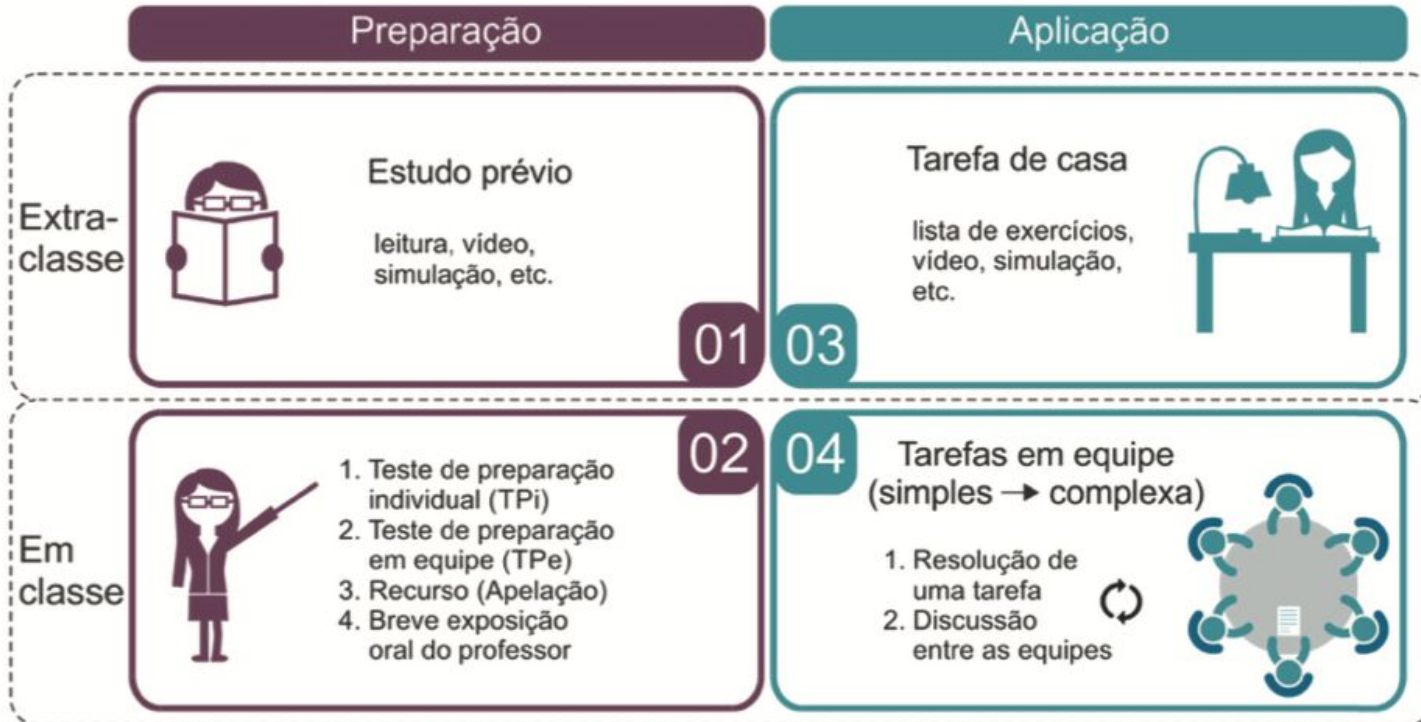 Preparação
Aplicação
Extra-
classe
Estudo prévio
leitura, vídeo,
simulação, etc.
01
Tarefa de casa
lista de exercícios,
vídeo, simulação,
etc.
03
Em
classe
02
1. Teste de preparação
individual (TPi)
2. Teste de preparação
em equipe (TPe)
3. Recurso (Apelação)
4. Breve exposição
oral do professor
04
Tarefas em equipe
(simples → complexa)
1. Resolução de
uma tarefa
2. Discussão
entre as equipes